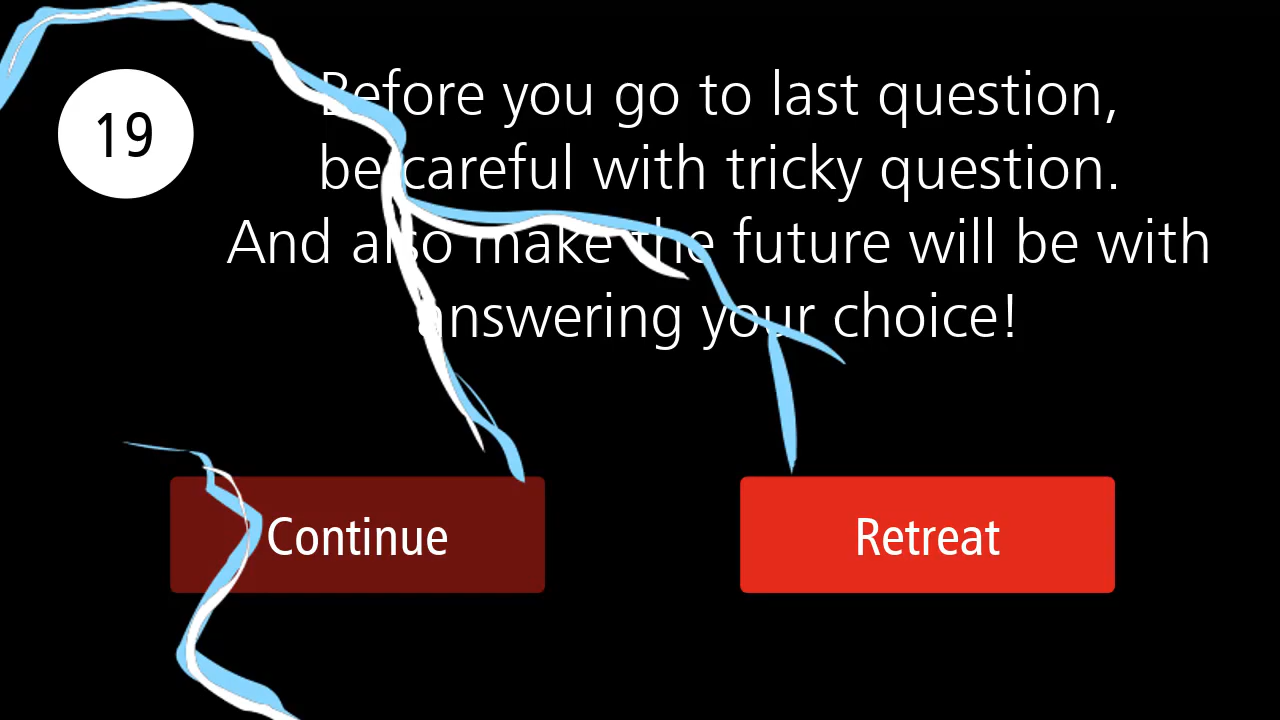 19
Before you go to last question,
be careful with tricky question.
And also make the future will be with
answering your choice!
Continue
Retreat